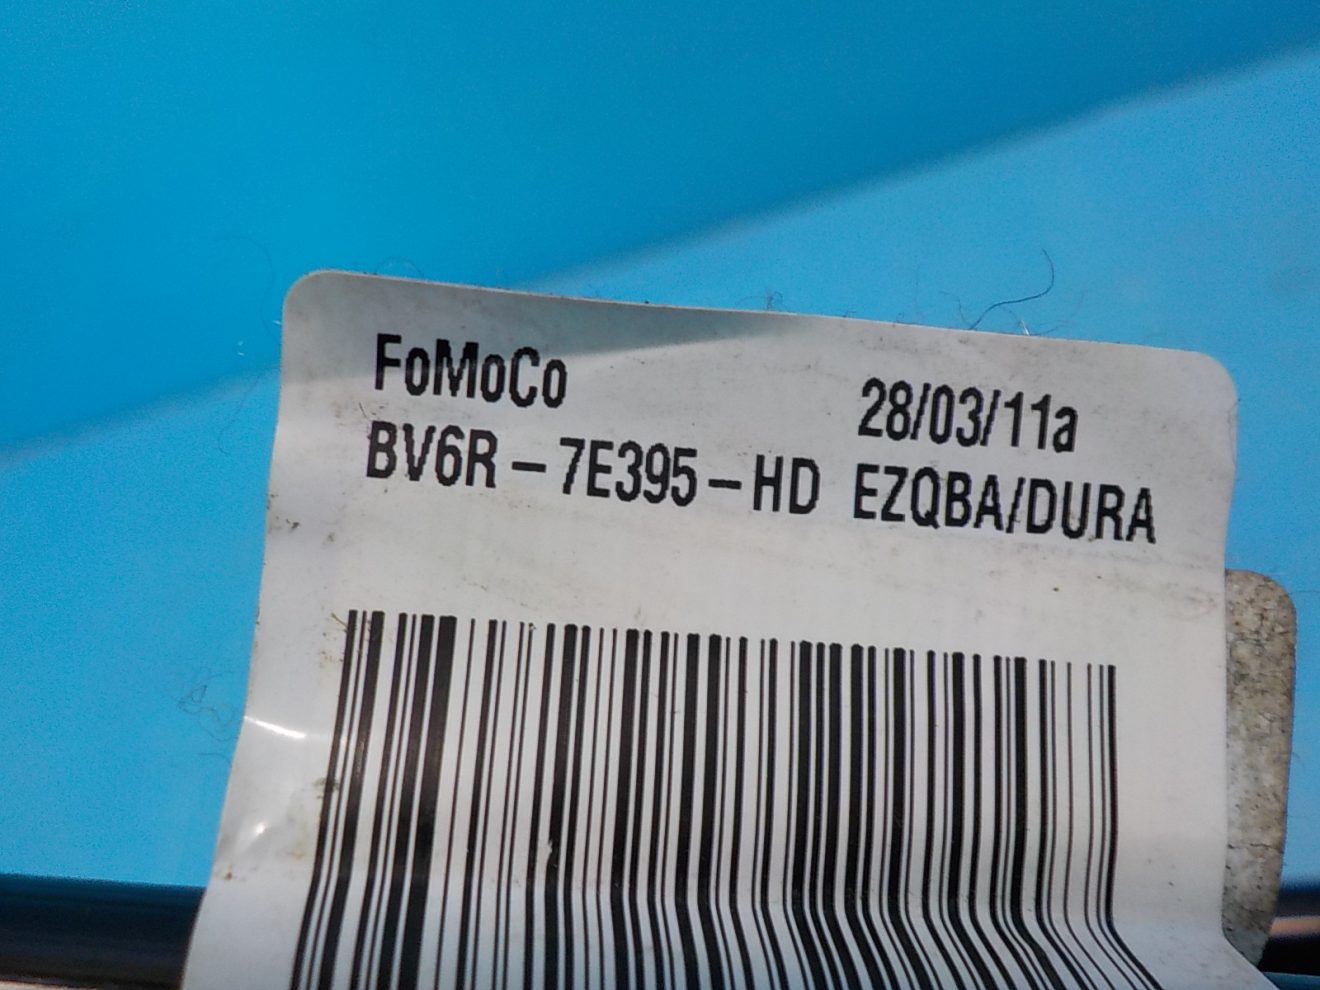 FoMoCo 28/03/11a
BV6R-7E395-HD EZQBA/DURA